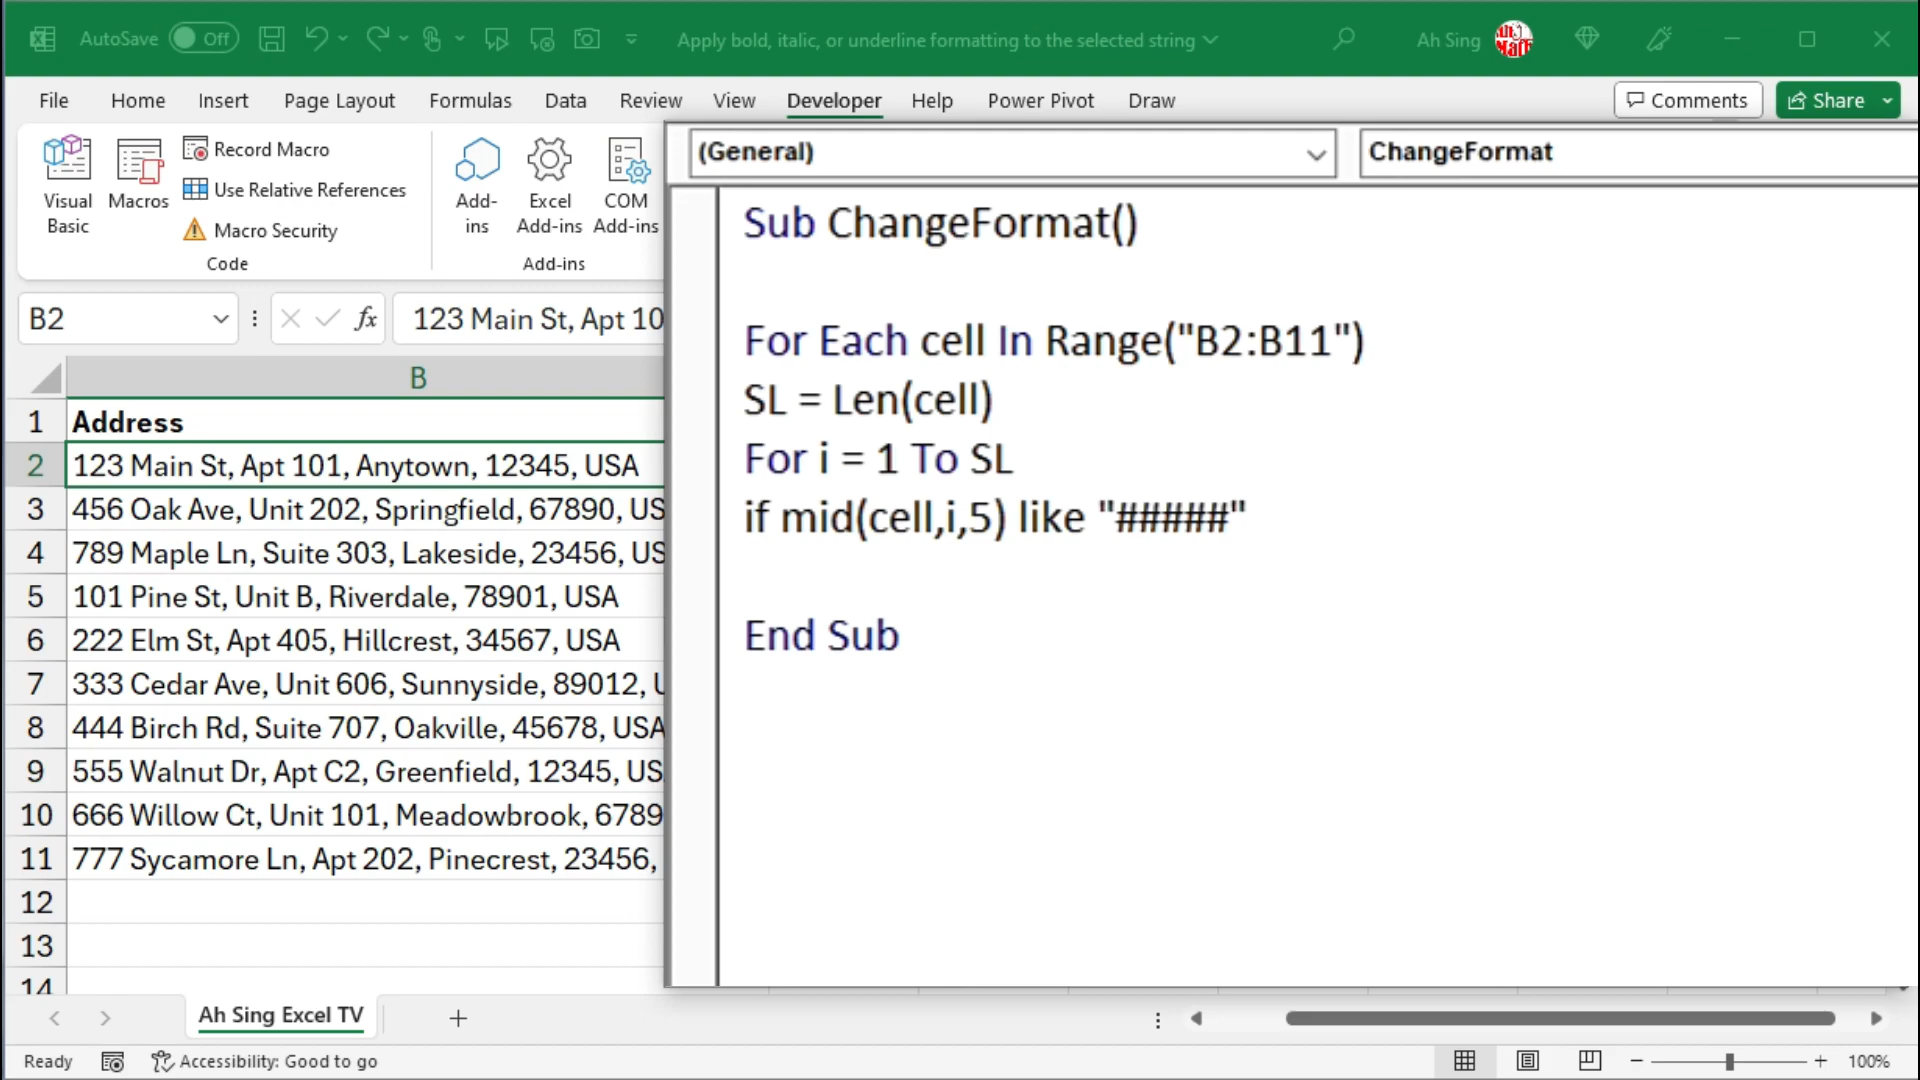 AutoSave Off Apply bold, italic, or underline formatting to the selected string Ah Sing
File Home Insert Page Layout Formulas Data Review View Developer Help Power Pivot Draw Comments Share
Visual Basic
Macros
Record Macro
Use Relative References
Macro Security
Code
Add-ins
Excel Add-ins
COM Add-ins
Add-ins
B2 fx 123 Main St, Apt 10
B
1 Address
2 123 Main St, Apt 101, Anytown, 12345, USA
3 456 Oak Ave, Unit 202, Springfield, 67890, US
4 789 Maple Ln, Suite 303, Lakeside, 23456, US
5 101 Pine St, Unit B, Riverdale, 78901, USA
6 222 Elm St, Apt 405, Hillcrest, 34567, USA
7 333 Cedar Ave, Unit 606, Sunnyside, 89012, U
8 444 Birch Rd, Suite 707, Oakville, 45678, USA
9 555 Walnut Dr, Apt C2, Greenfield, 12345, US
10 666 Willow Ct, Unit 101, Meadowbrook, 6789
11 777 Sycamore Ln, Apt 202, Pinecrest, 23456,
12
13
14
(General) ChangeFormat
Sub ChangeFormat()
For Each cell In Range("B2:B11")
SL = Len(cell)
For i = 1 To SL
if mid(cell,i,5) like "#####"
End Sub
Ah Sing Excel TV
Ready Accessibility: Good to go 100%